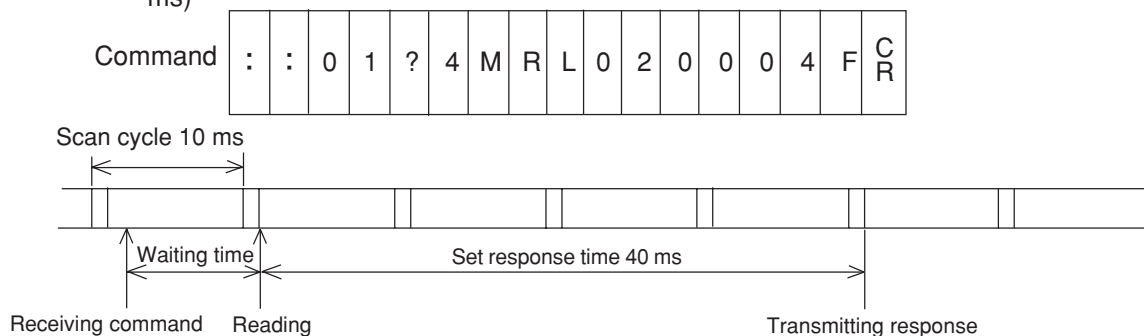 ms)
Command : : 0 1 ? 4 M R L 0 2 0 0 0 4 F CR
Scan cycle 10 ms
Waiting time Set response time 40 ms
Receiving command Reading Transmitting response